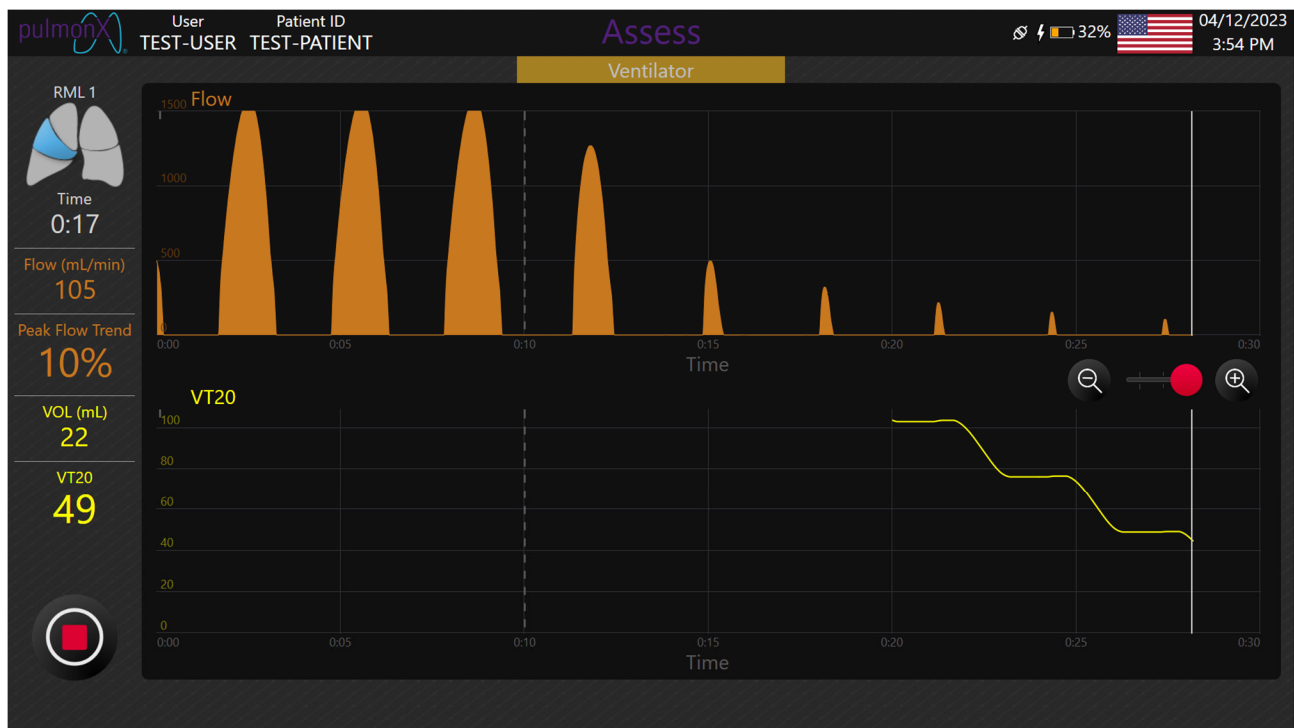 pulmonX
User Patient ID
TEST-USER TEST-PATIENT
Assess
32%
04/12/2023
3:54 PM
Ventilator
RML 1
Time
0:17
Flow (mL/min)
105
Peak Flow Trend
10%
VOL (mL)
22
VT20
49
Flow
1500
1000
500
0
0:00 0:05 0:10 0:15 0:20 0:25 0:30
Time
VT20
100
80
60
40
20
0
0:00 0:05 0:10 0:15 0:20 0:25 0:30
Time